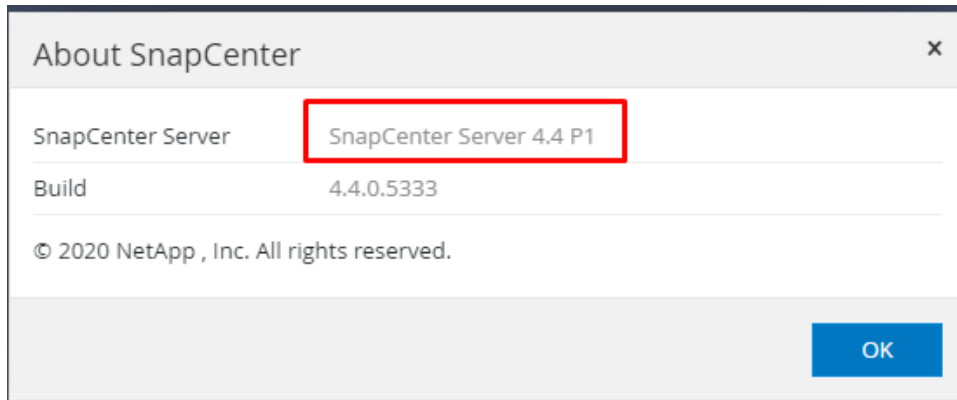 About SnapCenter ×
SnapCenter Server SnapCenter Server 4.4 P1
Build 4.4.0.5333
© 2020 NetApp , Inc. All rights reserved.
OK